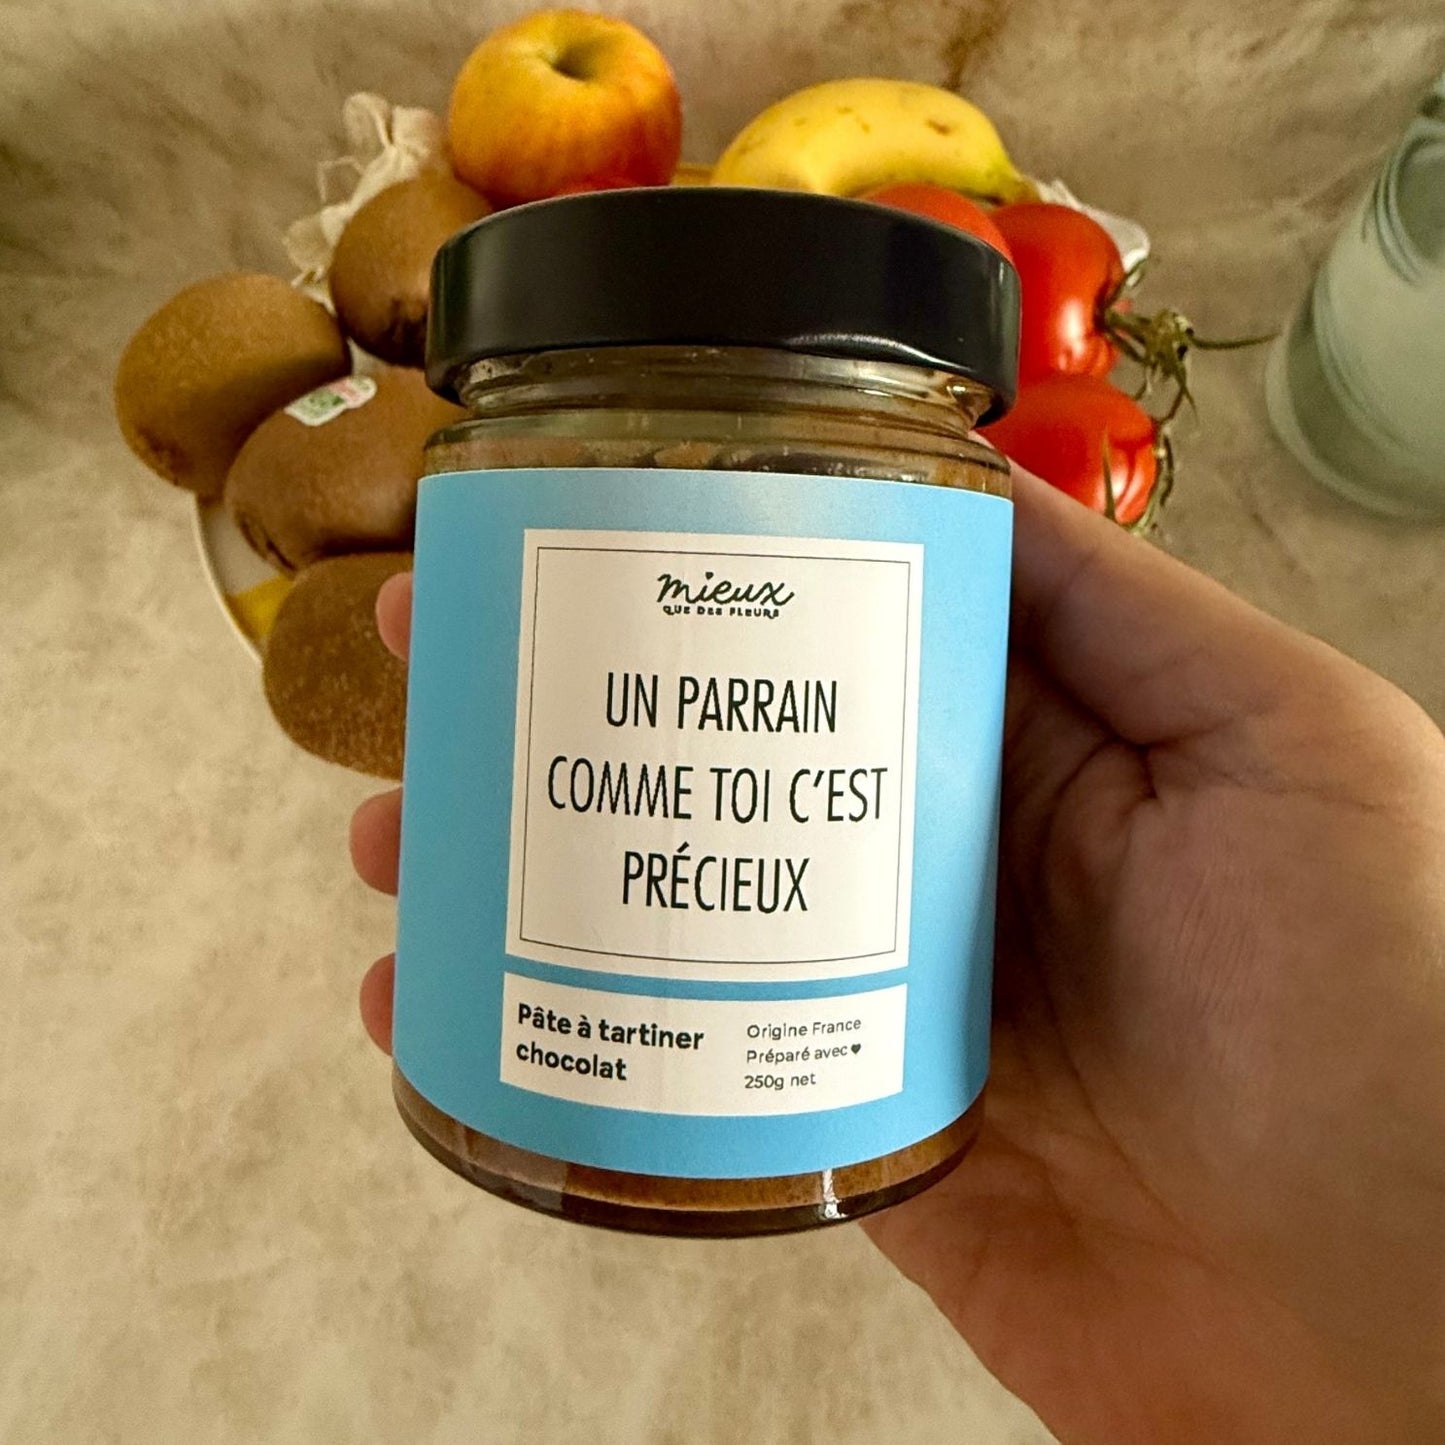 mieux
QUE DES FLEURS
UN PARRAIN
COMME TOI C'EST
PRÉCIEUX
Pâte à tartiner
chocolat
Origine France
Préparé avec ♥
250g net